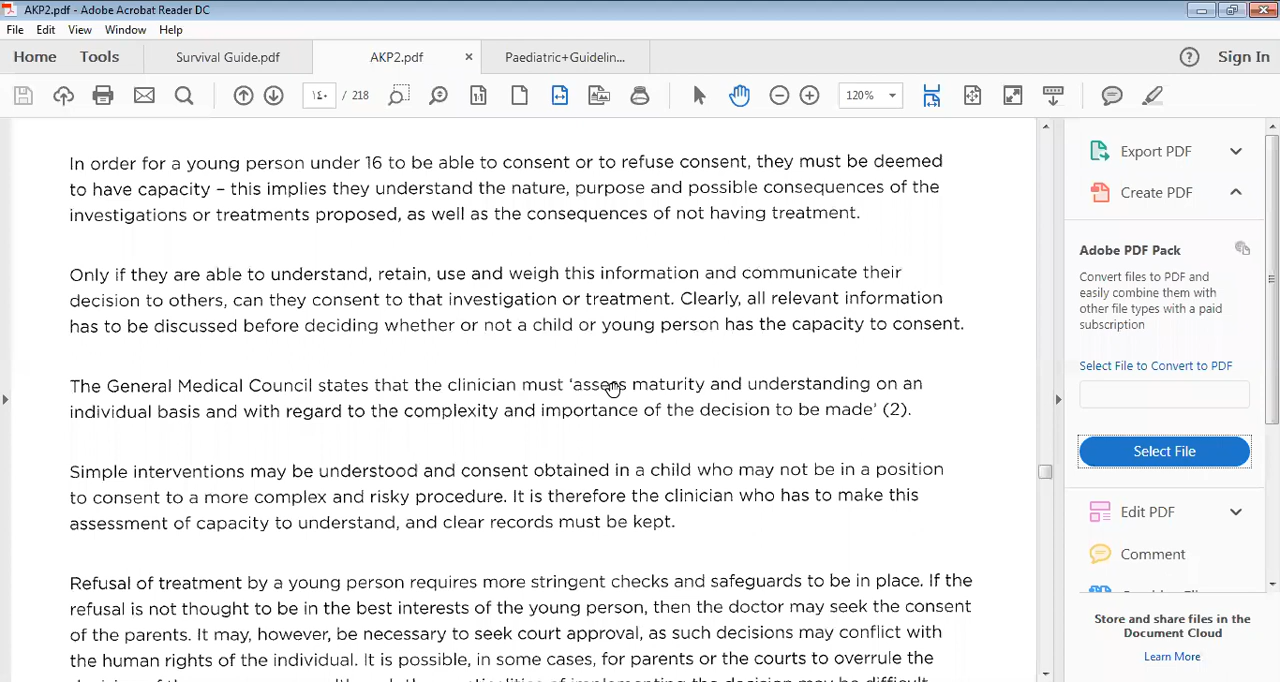 AKP2.pdf - Adobe Acrobat Reader DC
File Edit View Window Help
Home Tools Survival Guide.pdf AKP2.pdf × Paediatric+Guidelin... ? Sign In
١٤٠ / 218 120%
In order for a young person under 16 to be able to consent or to refuse consent, they must be deemed
to have capacity – this implies they understand the nature, purpose and possible consequences of the
investigations or treatments proposed, as well as the consequences of not having treatment.
Only if they are able to understand, retain, use and weigh this information and communicate their
decision to others, can they consent to that investigation or treatment. Clearly, all relevant information
has to be discussed before deciding whether or not a child or young person has the capacity to consent.
The General Medical Council states that the clinician must ‘assess maturity and understanding on an
individual basis and with regard to the complexity and importance of the decision to be made’ (2).
Simple interventions may be understood and consent obtained in a child who may not be in a position
to consent to a more complex and risky procedure. It is therefore the clinician who has to make this
assessment of capacity to understand, and clear records must be kept.
Refusal of treatment by a young person requires more stringent checks and safeguards to be in place. If the
refusal is not thought to be in the best interests of the young person, then the doctor may seek the consent
of the parents. It may, however, be necessary to seek court approval, as such decisions may conflict with
the human rights of the individual. It is possible, in some cases, for parents or the courts to overrule the
Export PDF
Create PDF
Adobe PDF Pack
Convert files to PDF and
easily combine them with
other file types with a paid
subscription
Select File to Convert to PDF
Select File
Edit PDF
Comment
Store and share files in the
Document Cloud
Learn More